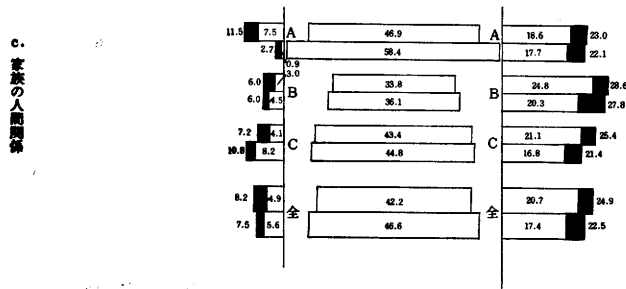 c. 家族の人間関係
11.5 7.5 A 46.9 A 18.6 23.0
2.7 58.4 17.7 22.1
0.9
3.0
6.0 B 33.8 B 24.8 28.6
6.0 4.5 36.1 20.3 27.8
7.2 4.1 C 43.4 C 21.1 25.4
10.8 8.2 44.8 16.8 21.4
8.2 4.9 全 42.2 全 20.7 24.9
7.5 5.6 46.6 17.4 22.5